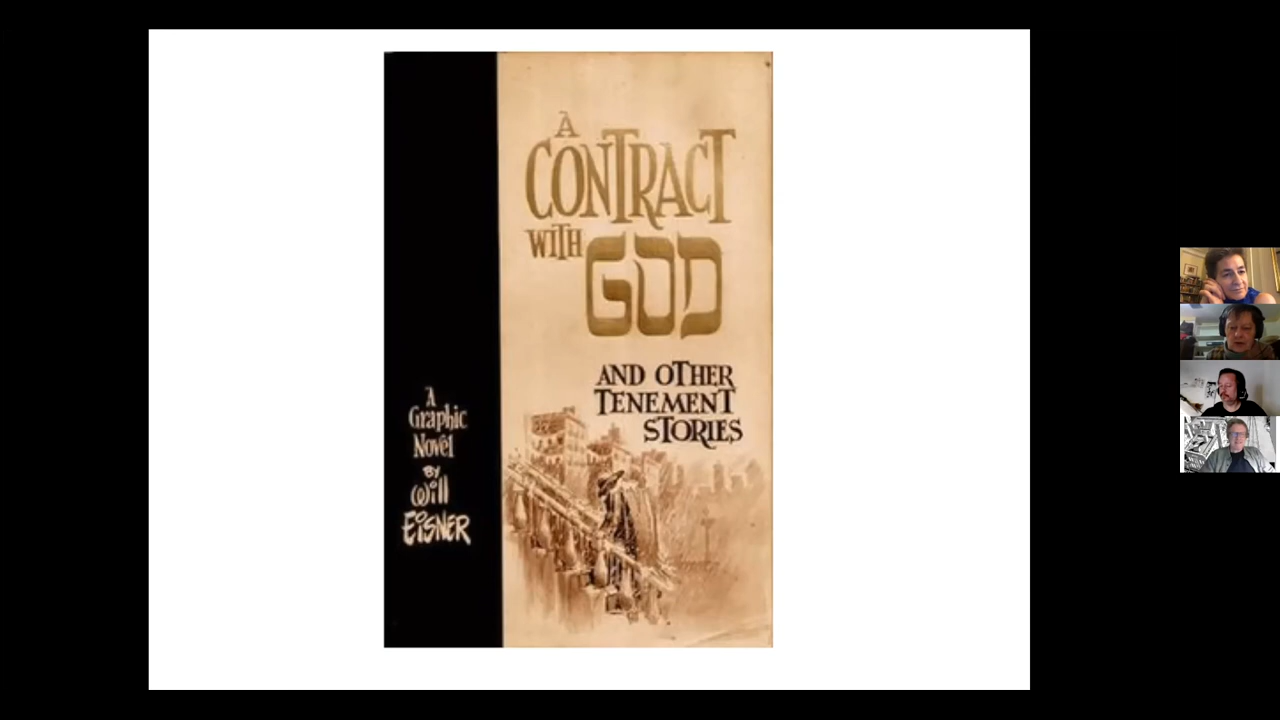 A
CONTRACT
WITH GOD
AND OTHER
TENEMENT
STORIES
A
Graphic
Novel
BY
Will
EISNER